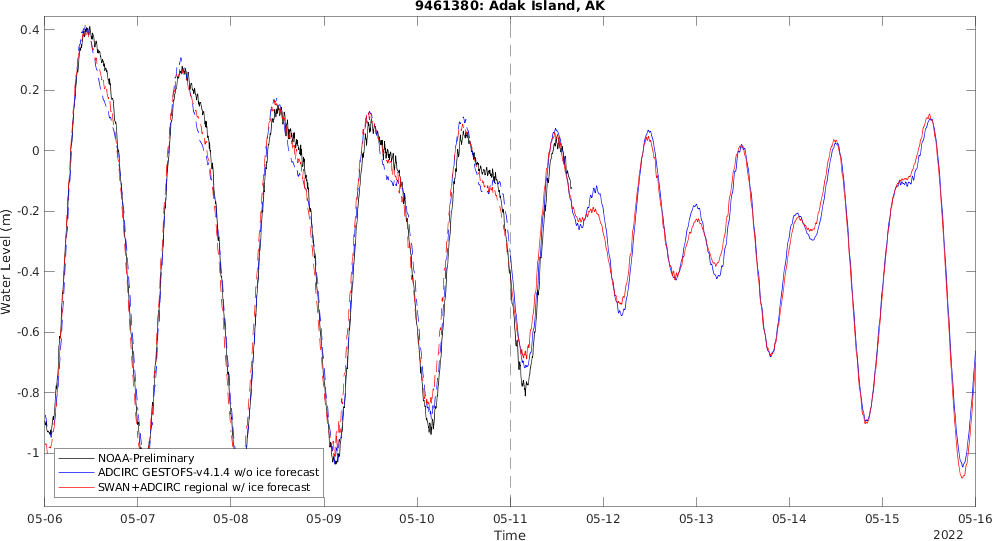 9461380: Adak Island, AK
Water Level (m)
0.4
0.2
0
-0.2
-0.4
-0.6
-0.8
-1
NOAA-Preliminary
ADCIRC GESTOFS-v4.1.4 w/o ice forecast
SWAN+ADCIRC regional w/ ice forecast
05-06 05-07 05-08 05-09 05-10 05-11 05-12 05-13 05-14 05-15 05-16
Time
2022